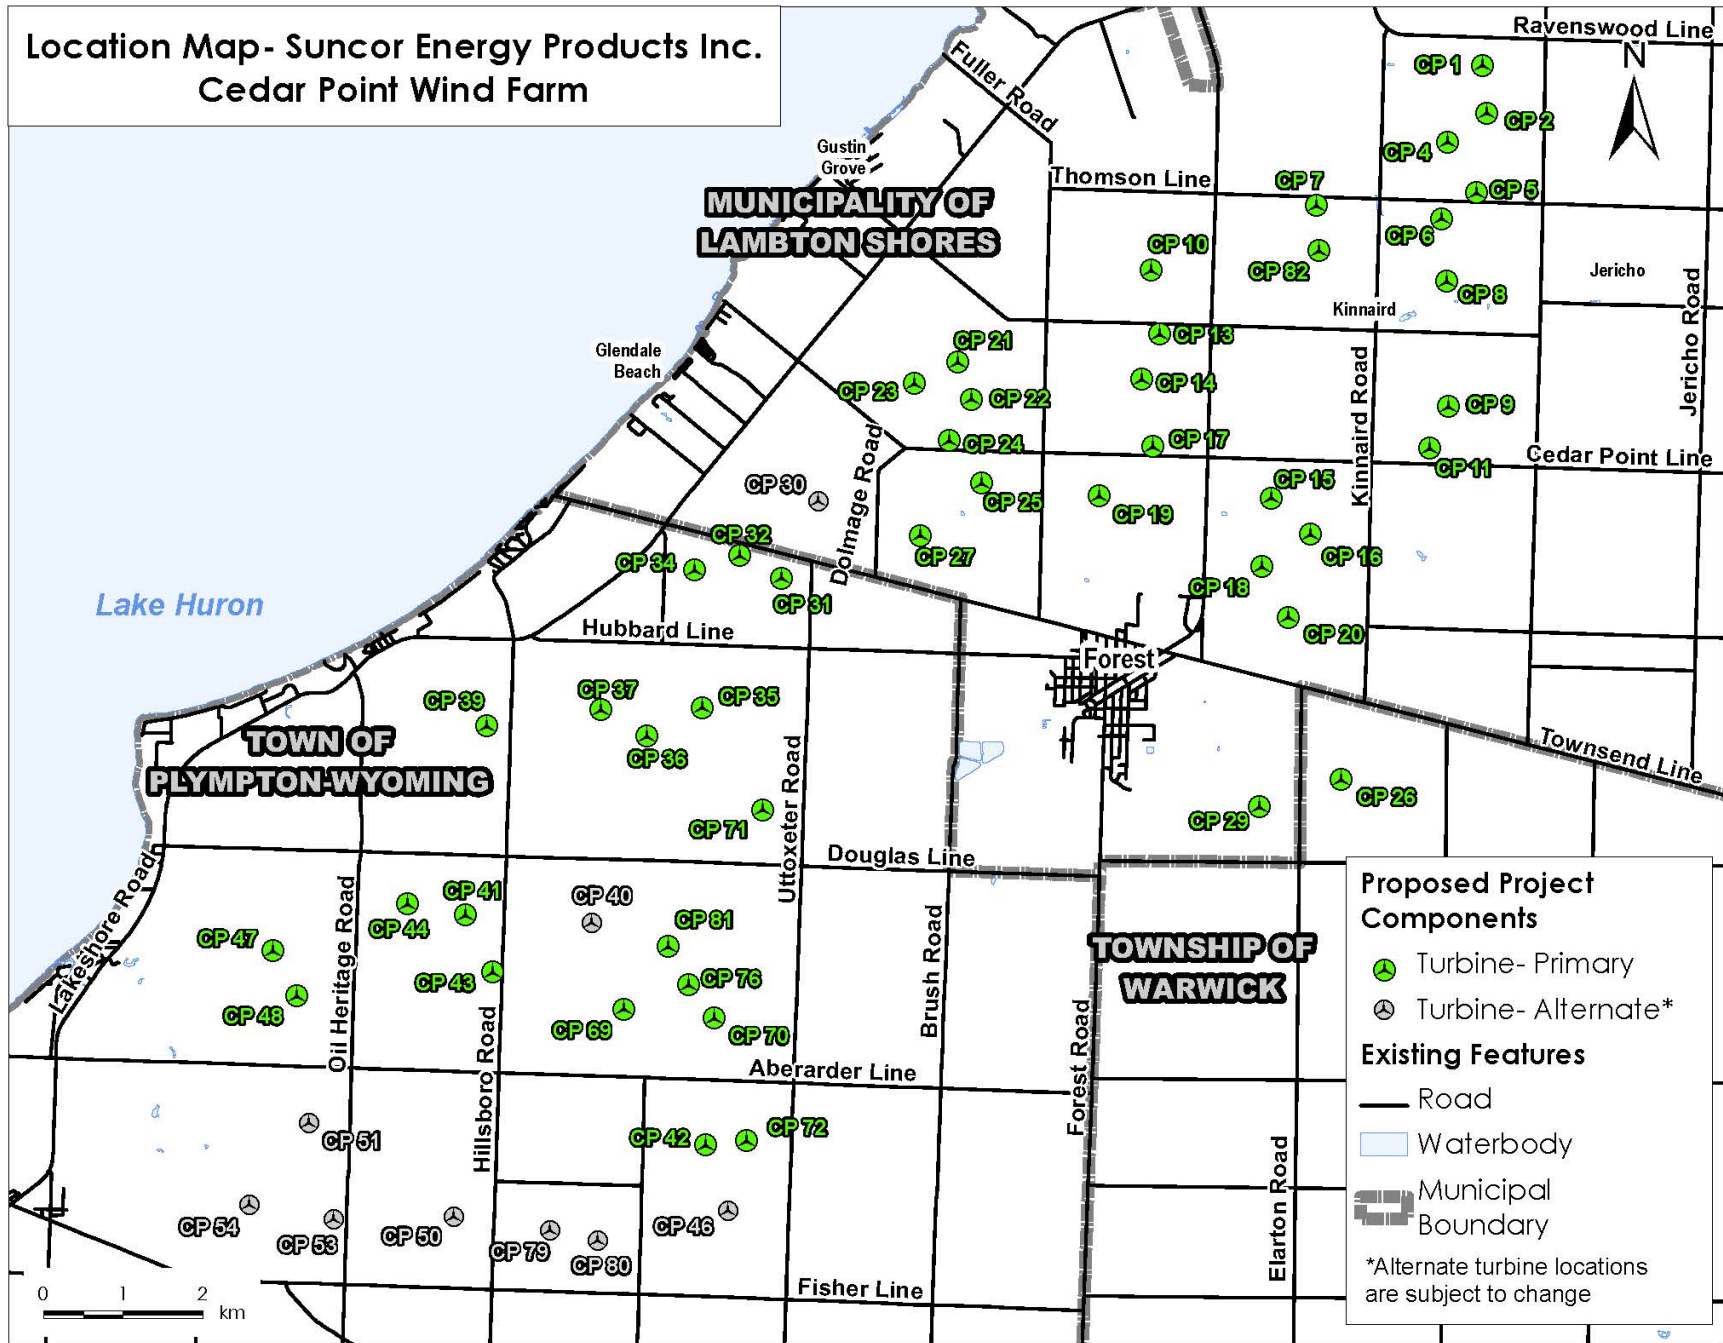 Location Map- Suncor Energy Products Inc.
Cedar Point Wind Farm
Ravenswood Line
N
CP 1
CP 2
CP 4
CP 5
CP 6
CP 7
CP 82
CP 8
CP 10
Fuller Road
Gustin
Grove
Thomson Line
MUNICIPALITY OF
LAMBTON SHORES
Jericho
Jericho Road
Kinnaird
Kinnaird Road
Glendale
Beach
CP 13
CP 14
CP 17
CP 21
CP 22
CP 23
CP 24
CP 9
CP 11
Cedar Point Line
Dolmage Road
CP 30
CP 25
CP 27
CP 19
CP 15
CP 16
CP 18
CP 20
CP 32
CP 34
CP 31
Lake Huron
Hubbard Line
Forest
Townsend Line
CP 39
CP 37
CP 35
CP 36
CP 71
TOWN OF
PLYMPTON-WYOMING
Uttoxeter Road
CP 26
CP 29
Douglas Line
Lakeshore Road
Oil Heritage Road
CP 41
CP 44
CP 43
CP 47
CP 48
CP 40
CP 81
CP 76
CP 69
CP 70
Brush Road
TOWNSHIP OF
WARWICK
Hillsboro Road
Aberarder Line
Forest Road
CP 51
CP 42
CP 72
CP 54
CP 53
CP 50
CP 79
CP 80
CP 46
Elarton Road
Fisher Line
0 1 2
km
Proposed Project
Components
Turbine- Primary
Turbine- Alternate*
Existing Features
Road
Waterbody
Municipal
Boundary
*Alternate turbine locations
are subject to change